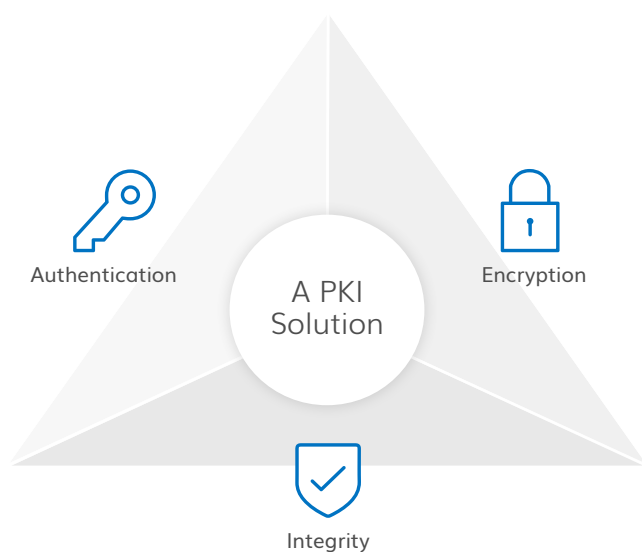 Authentication
Encryption
A PKI
Solution
Integrity